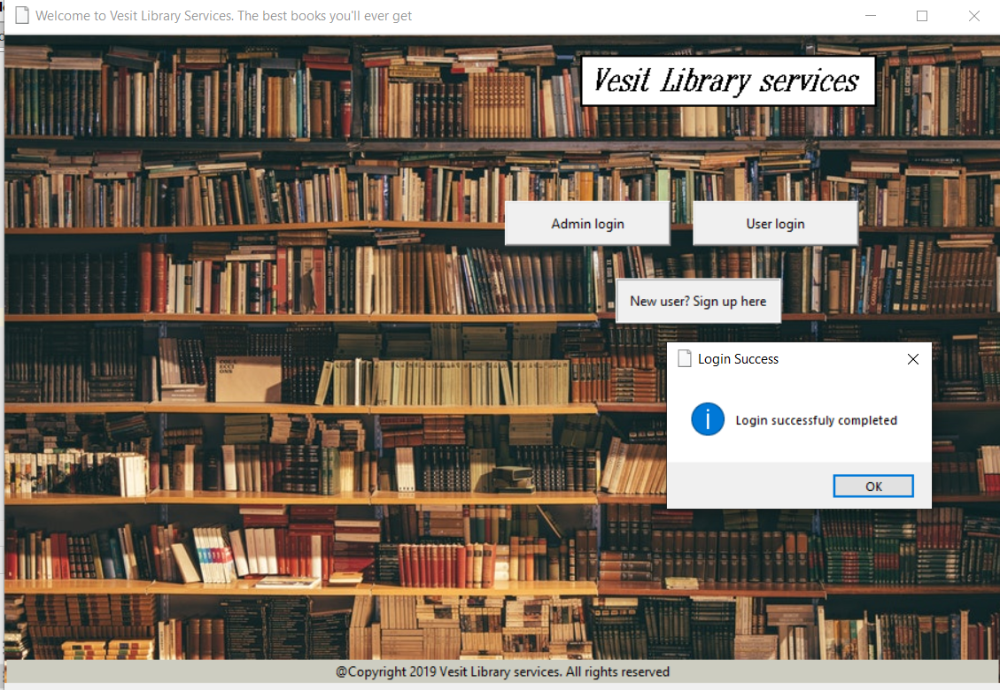 Welcome to Vesit Library Services. The best books you'll ever get
Vesit Library services
Admin login
User login
New user? Sign up here
Login Success
Login successfuly completed
OK
@Copyright 2019 Vesit Library services. All rights reserved